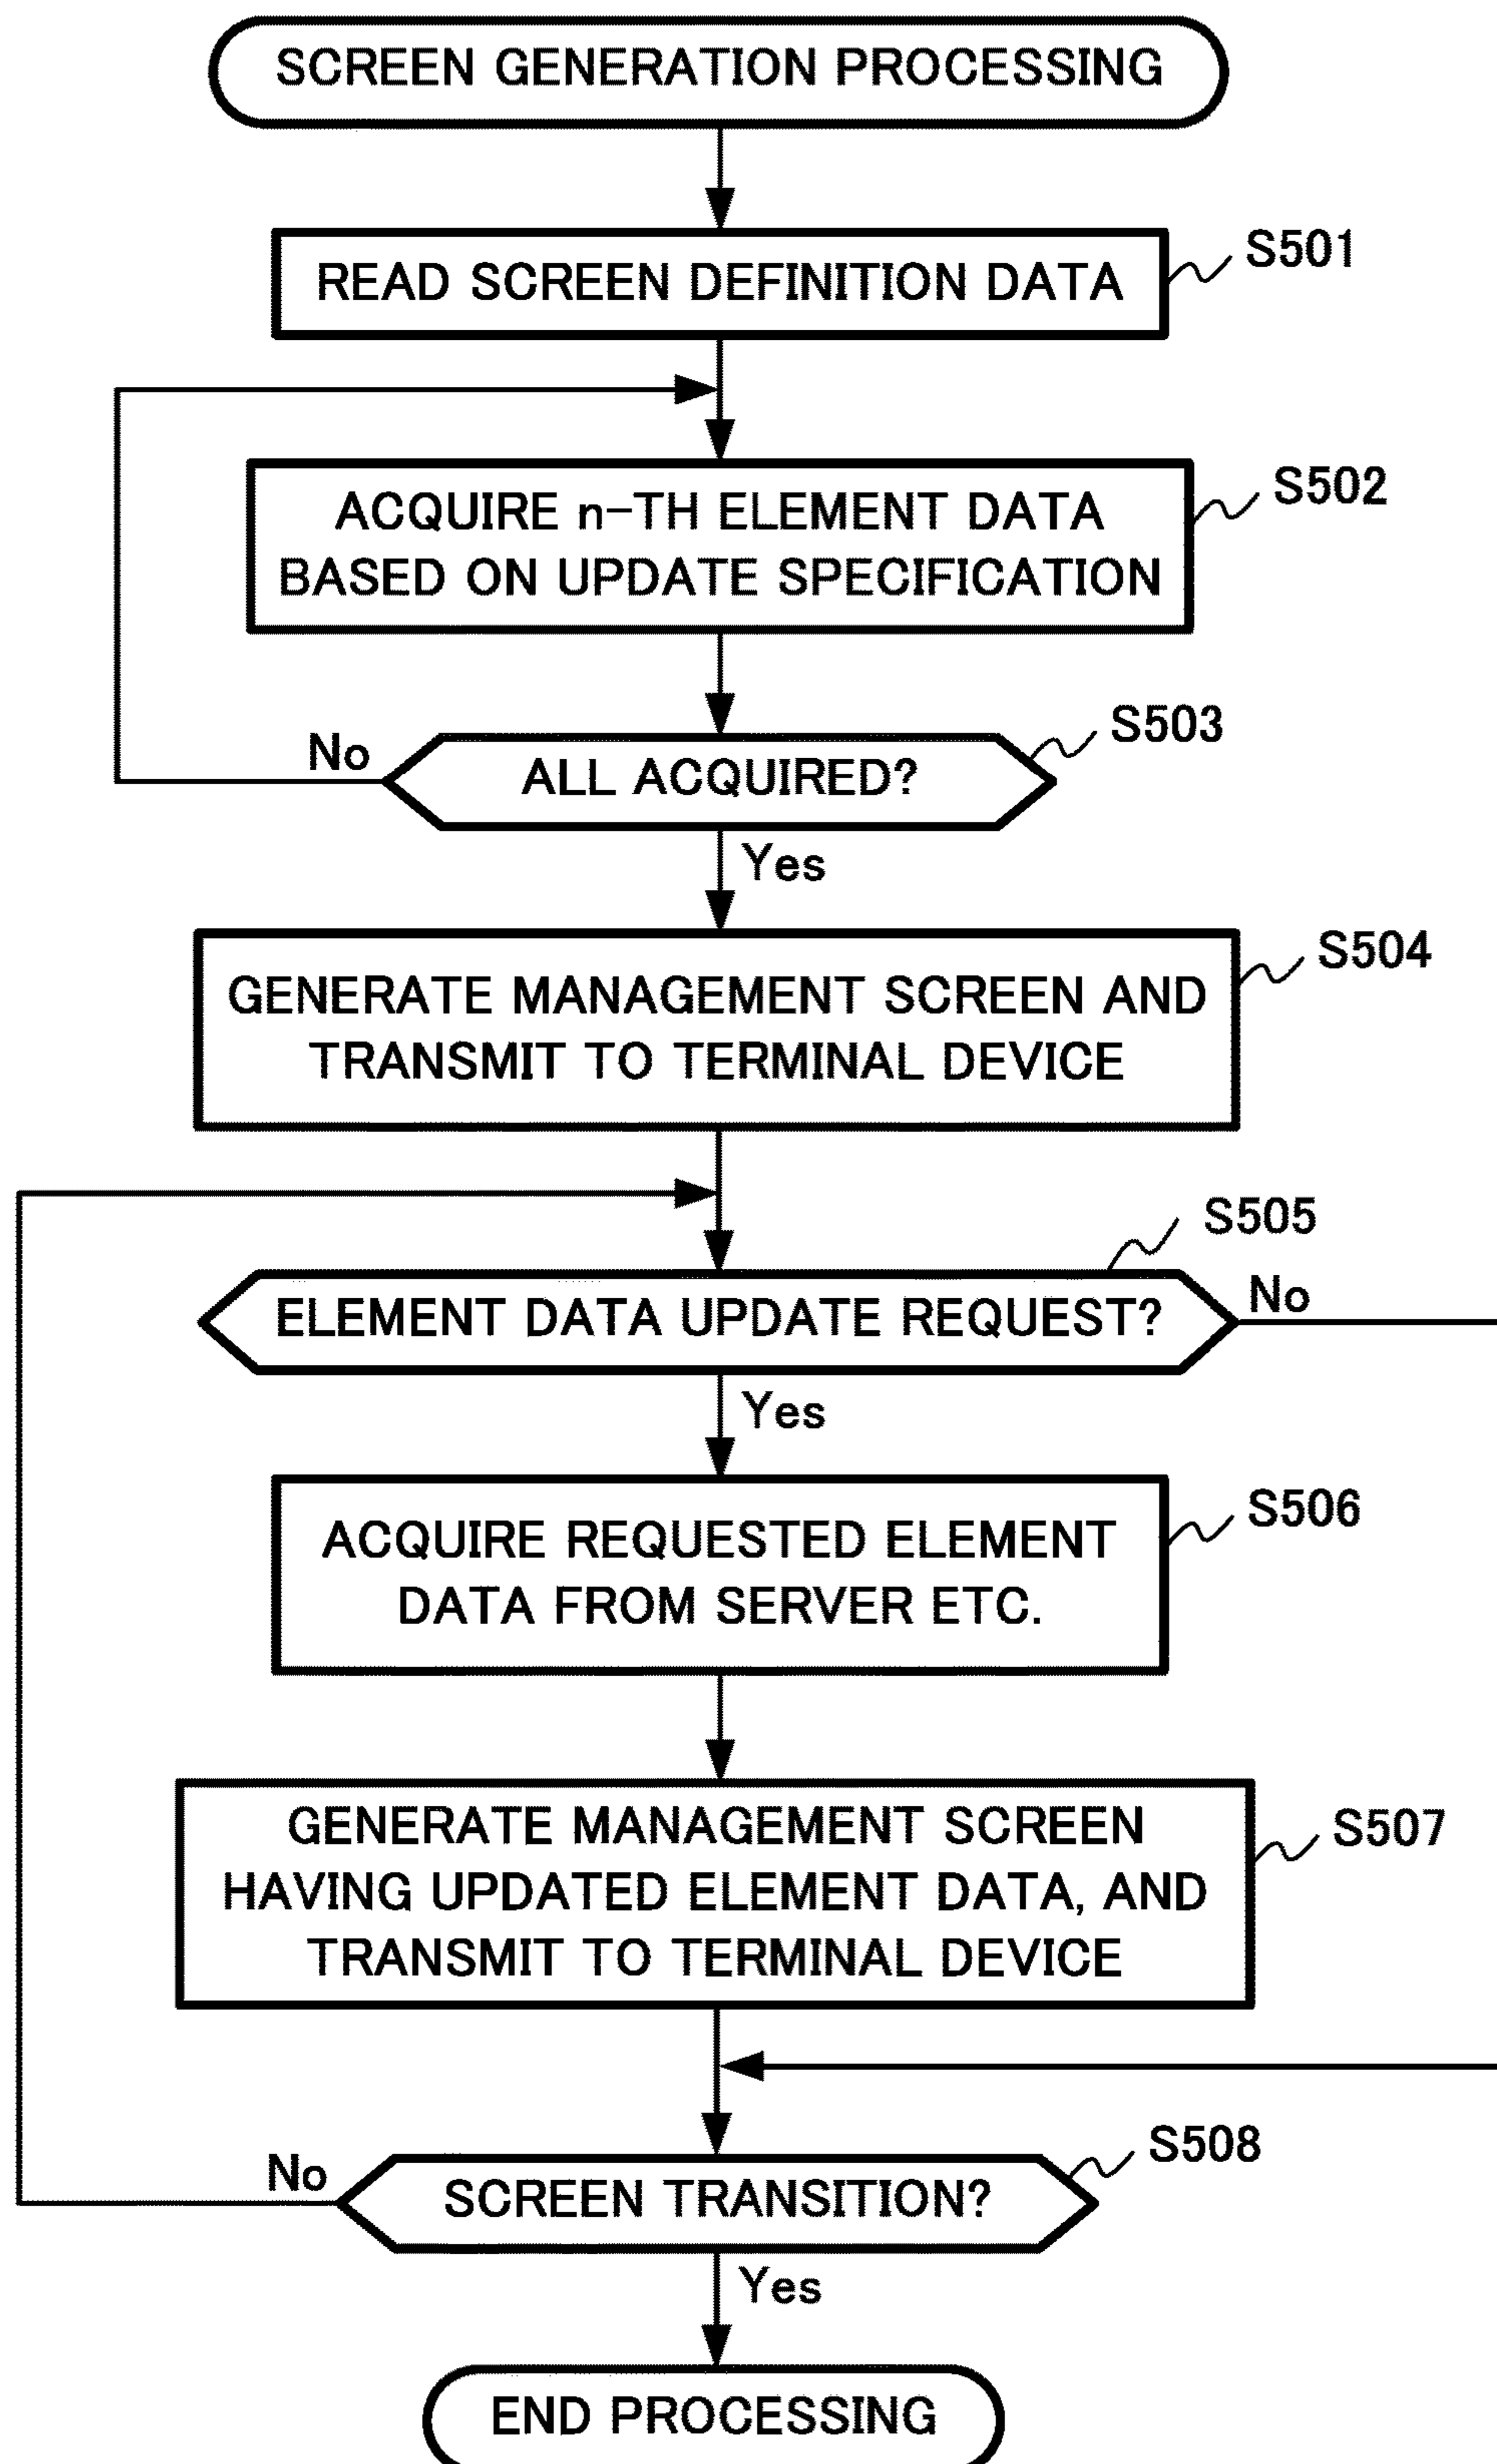 SCREEN GENERATION PROCESSING
READ SCREEN DEFINITION DATA
S501
ACQUIRE n-TH ELEMENT DATA
BASED ON UPDATE SPECIFICATION
S502
ALL ACQUIRED?
S503
No
Yes
GENERATE MANAGEMENT SCREEN AND
TRANSMIT TO TERMINAL DEVICE
S504
ELEMENT DATA UPDATE REQUEST?
S505
No
Yes
ACQUIRE REQUESTED ELEMENT
DATA FROM SERVER ETC.
S506
GENERATE MANAGEMENT SCREEN
HAVING UPDATED ELEMENT DATA, AND
TRANSMIT TO TERMINAL DEVICE
S507
SCREEN TRANSITION?
S508
No
Yes
END PROCESSING